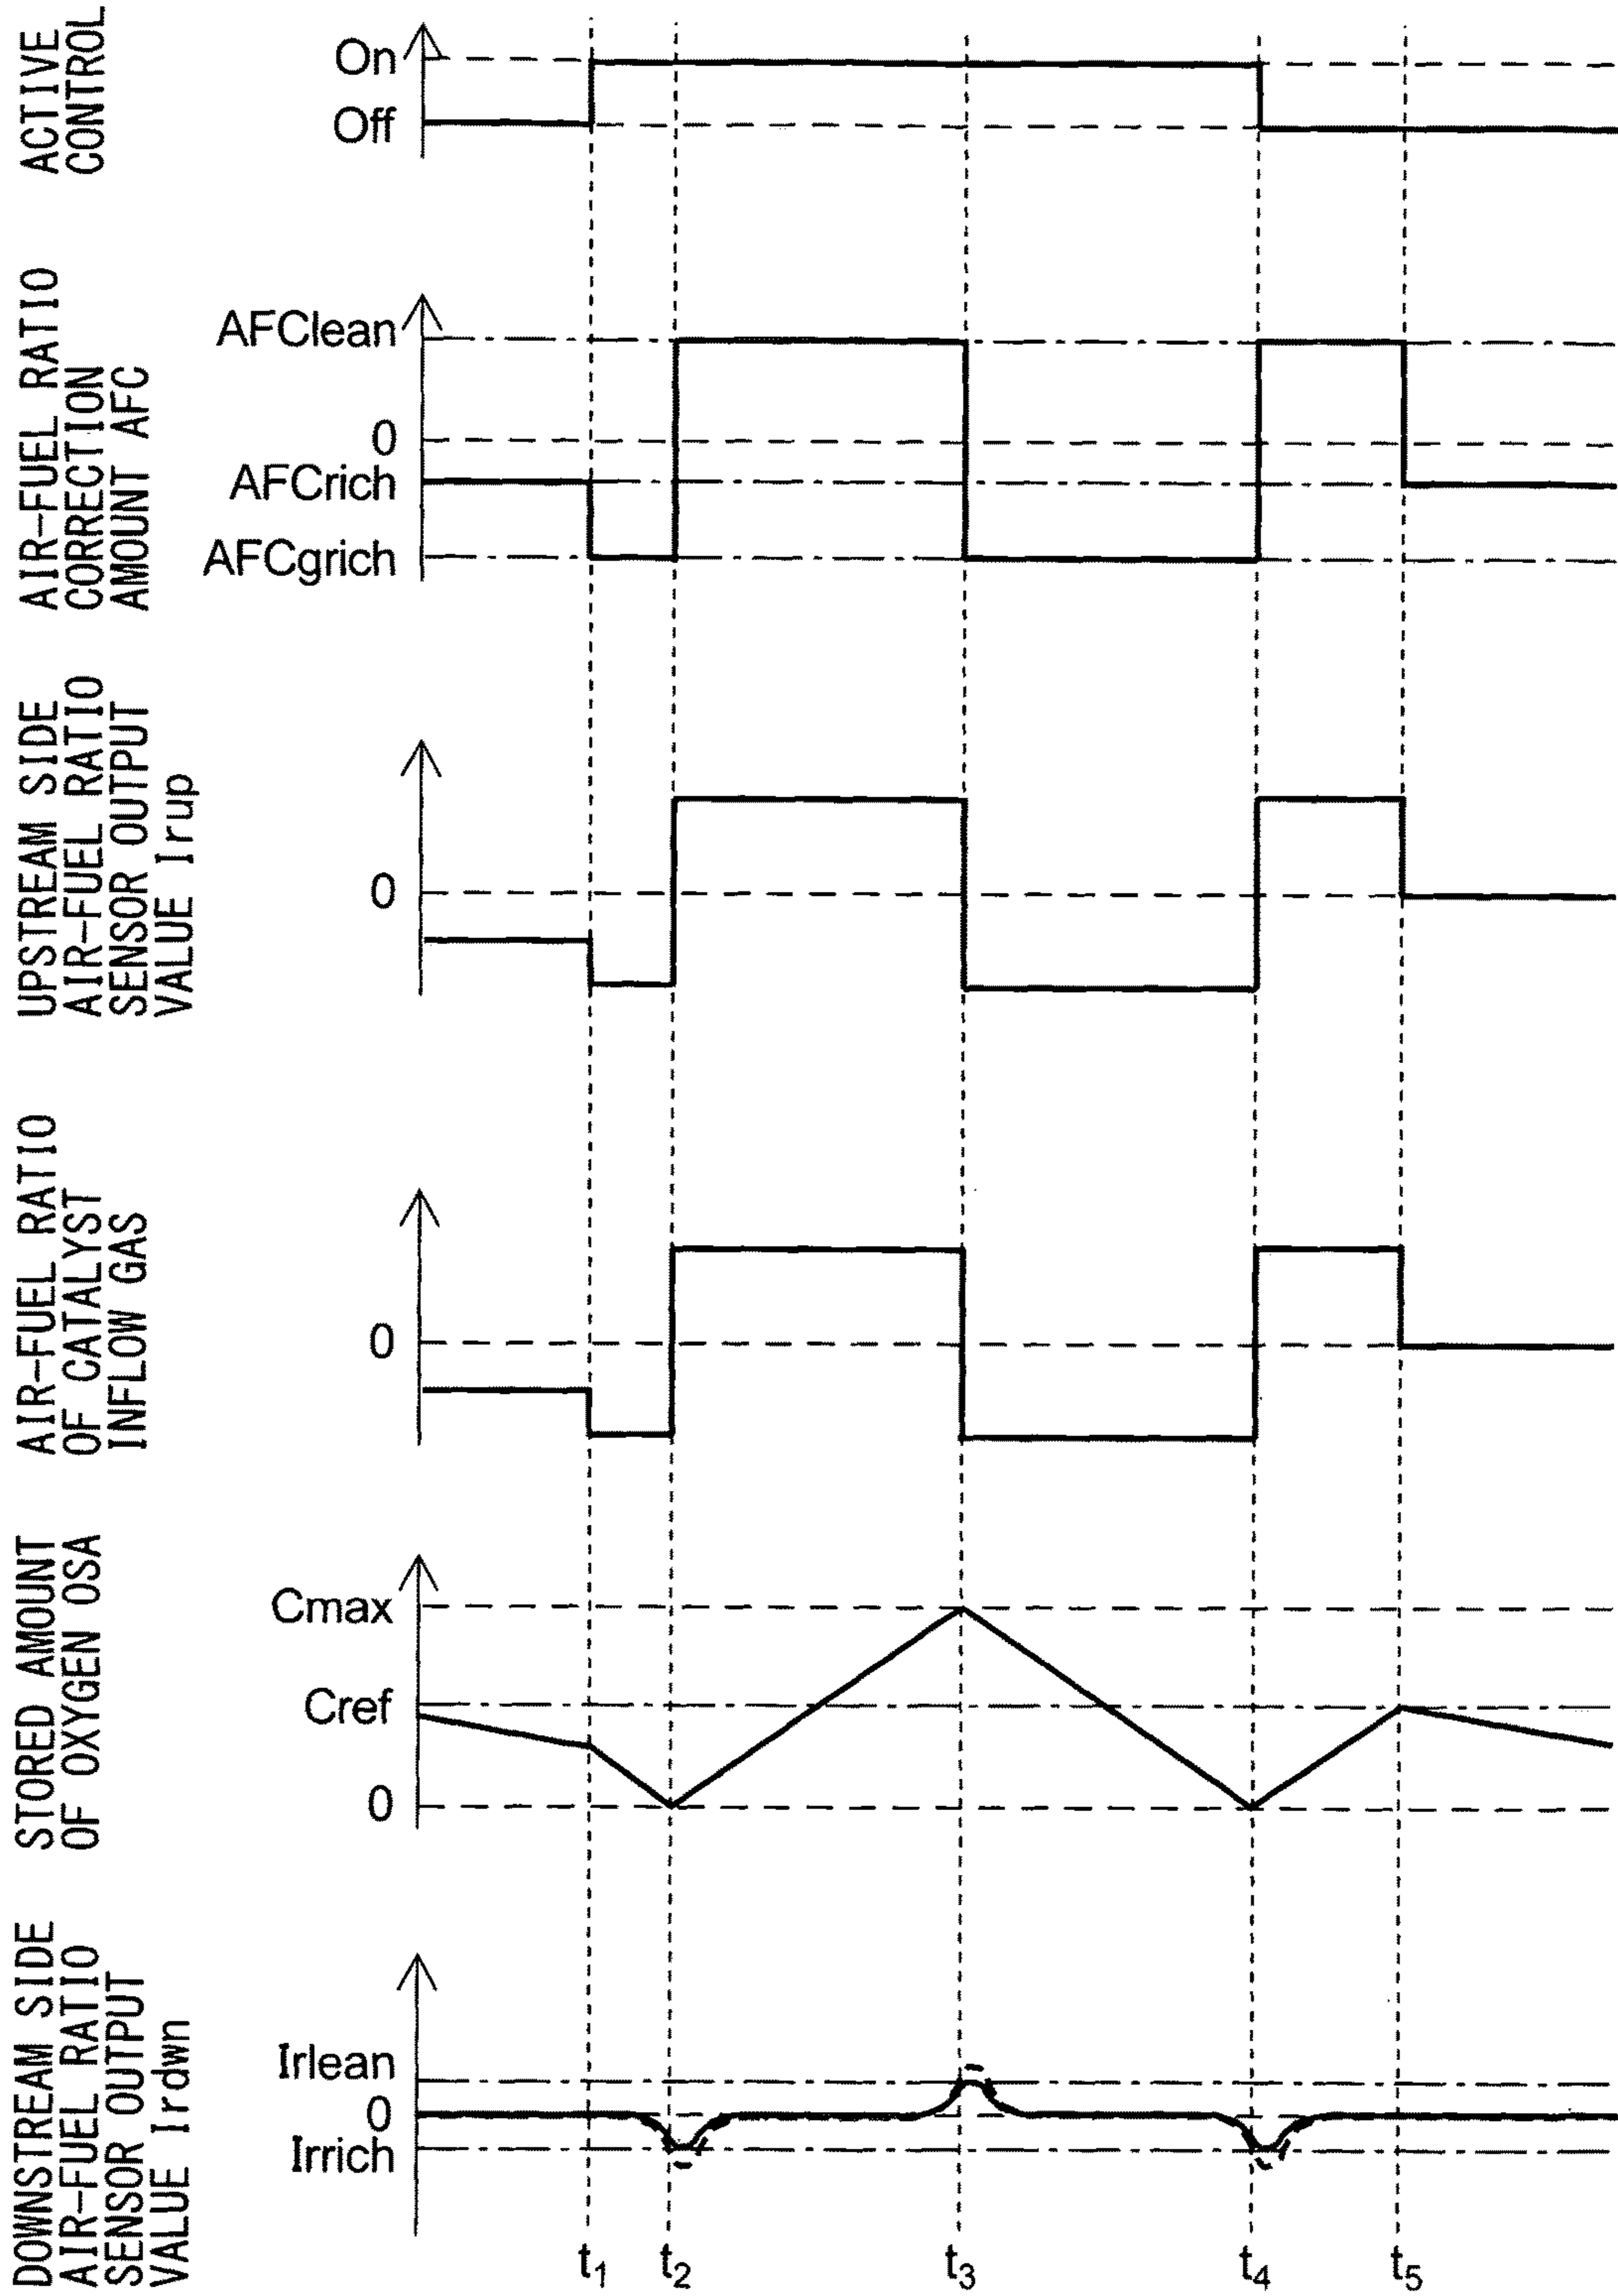 ACTIVE
CONTROL
On
Off
AIR-FUEL RATIO
CORRECTION
AMOUNT AFC
AFClean
0
AFCrich
AFCgrich
UPSTREAM SIDE
AIR-FUEL RATIO
SENSOR OUTPUT
VALUE Irup
0
AIR-FUEL RATIO
OF CATALYST
INFLOW GAS
0
STORED AMOUNT
OF OXYGEN OSA
Cmax
Cref
0
DOWNSTREAM SIDE
AIR-FUEL RATIO
SENSOR OUTPUT
VALUE Irdwn
Irlean
0
Irrich
t1 t2 t3 t4 t5